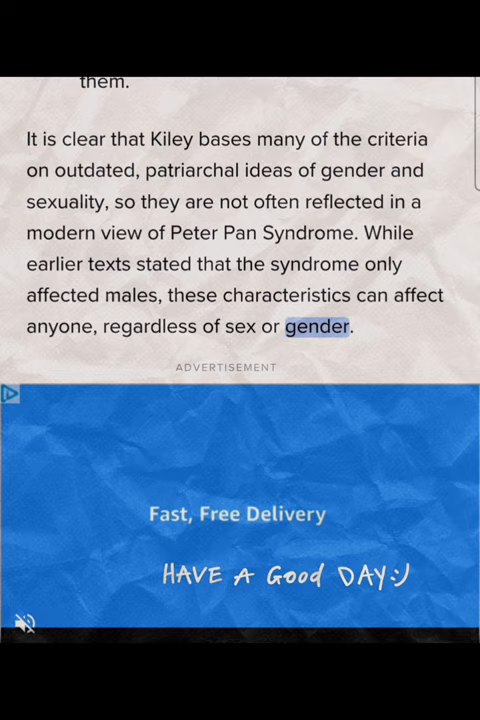 them.
It is clear that Kiley bases many of the criteria
on outdated, patriarchal ideas of gender and
sexuality, so they are not often reflected in a
modern view of Peter Pan Syndrome. While
earlier texts stated that the syndrome only
affected males, these characteristics can affect
anyone, regardless of sex or gender.
ADVERTISEMENT
Fast, Free Delivery
HAVE A Good DAY:)